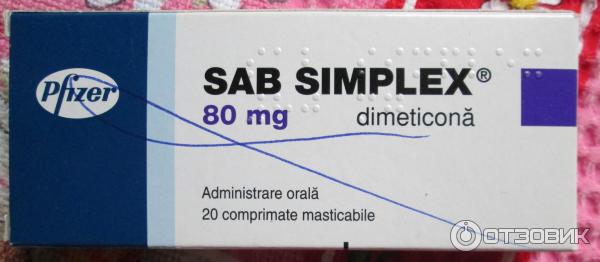 Pfizer
SAB SIMPLEX®
80 mg dimeticonă
Administrare orală
20 comprimate masticabile
ОТЗОВИК